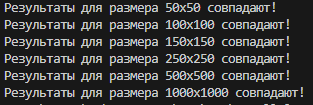 Результаты для размера 50x50 совпадают!
Результаты для размера 100x100 совпадают!
Результаты для размера 150x150 совпадают!
Результаты для размера 250x250 совпадают!
Результаты для размера 500x500 совпадают!
Результаты для размера 1000x1000 совпадают!